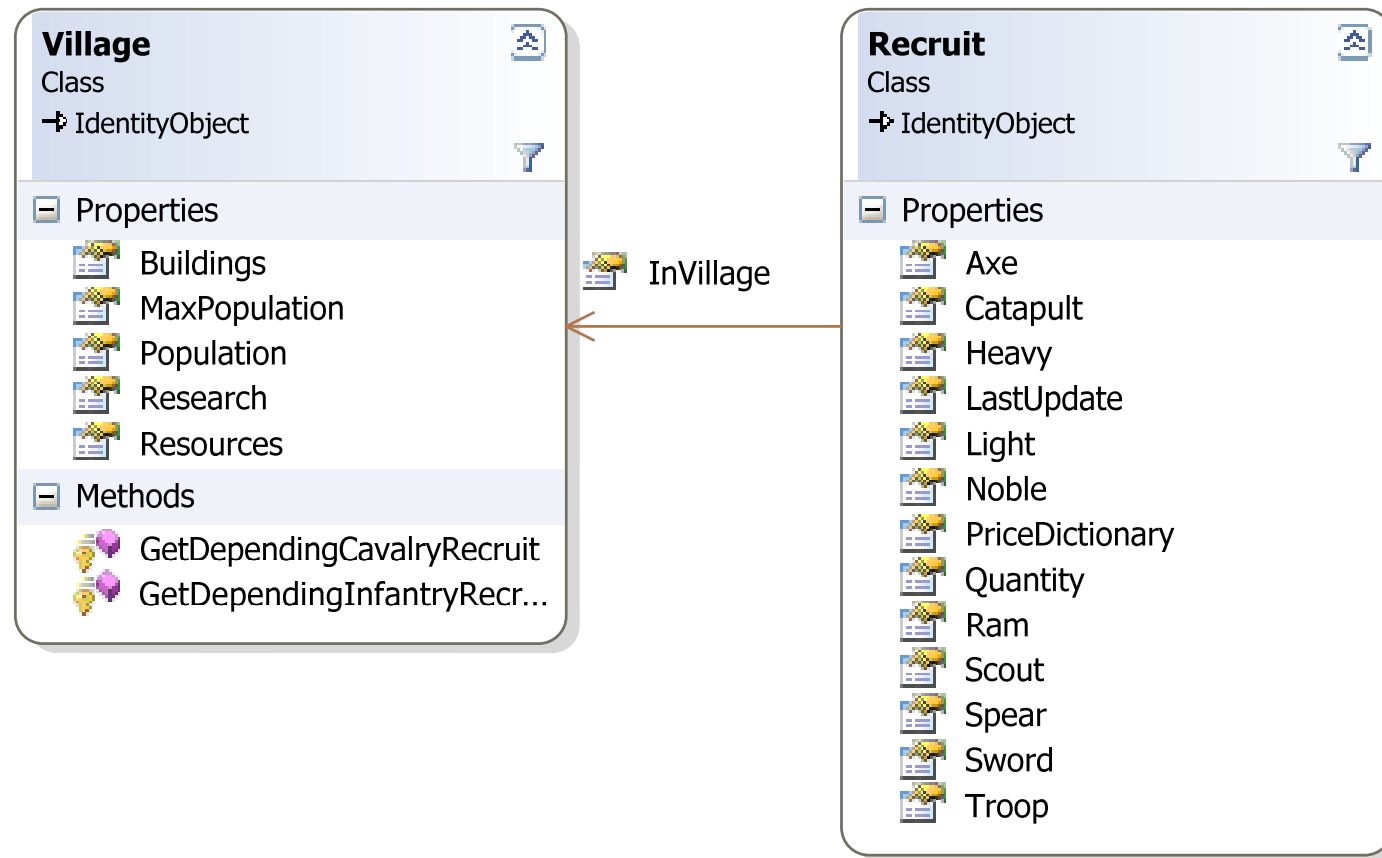 Village
Class
IdentityObject
Properties
Buildings
MaxPopulation
Population
Research
Resources
Methods
GetDependingCavalryRecruit
GetDependingInfantryRecr...
InVillage
Recruit
Class
IdentityObject
Properties
Axe
Catapult
Heavy
LastUpdate
Light
Noble
PriceDictionary
Quantity
Ram
Scout
Spear
Sword
Troop